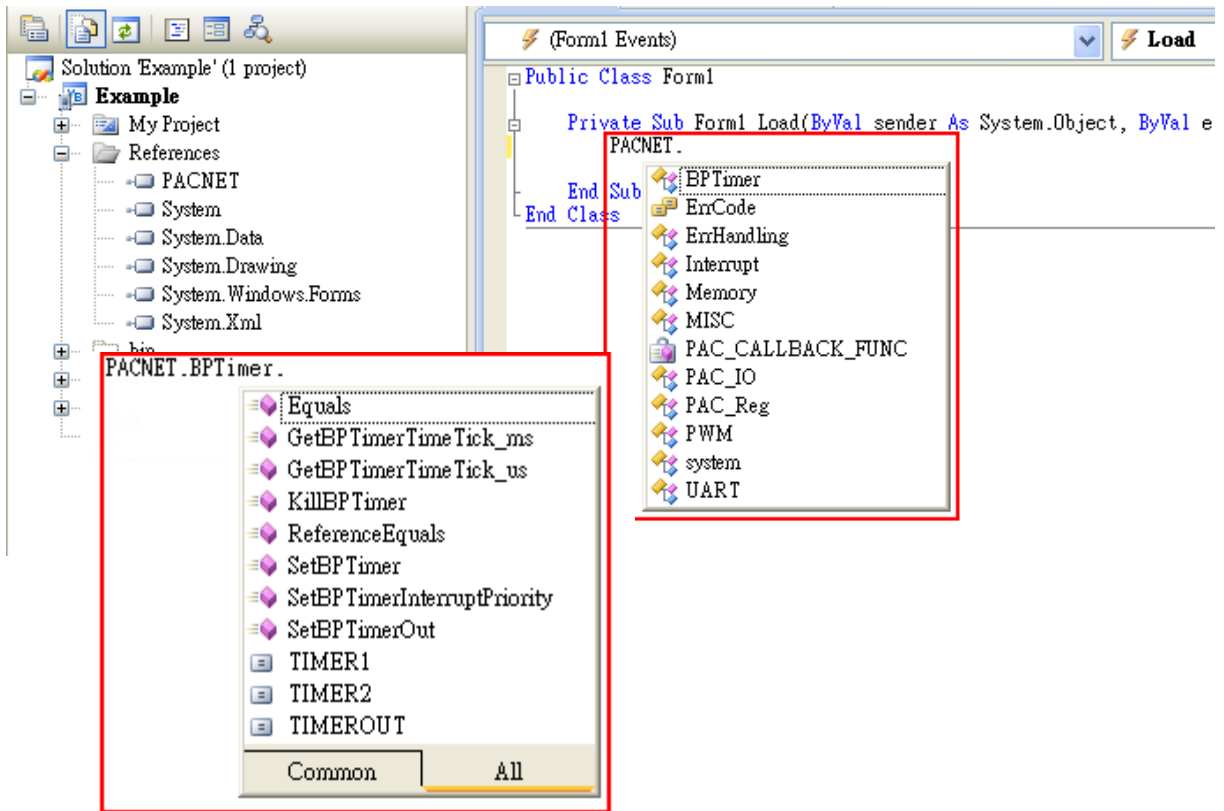 Solution 'Example' (1 project)
Example
My Project
References
PACNET
System
System.Data
System.Drawing
System.Windows.Forms
System.Xml
bin
(Form1 Events)
Load
Public Class Form1
Private Sub Form1_Load(ByVal sender As System.Object, ByVal e
PACNET.
End Sub
End Class
BPTimer
ErrCode
ErrHandling
Interrupt
Memory
MISC
PAC_CALLBACK_FUNC
PAC_IO
PAC_Reg
PWM
system
UART
PACNET.BPTimer.
Equals
GetBPTimerTimeTick_ms
GetBPTimerTimeTick_us
KillBPTimer
ReferenceEquals
SetBPTimer
SetBPTimerInterruptPriority
SetBPTimerOut
TIMER1
TIMER2
TIMEROUT
Common All